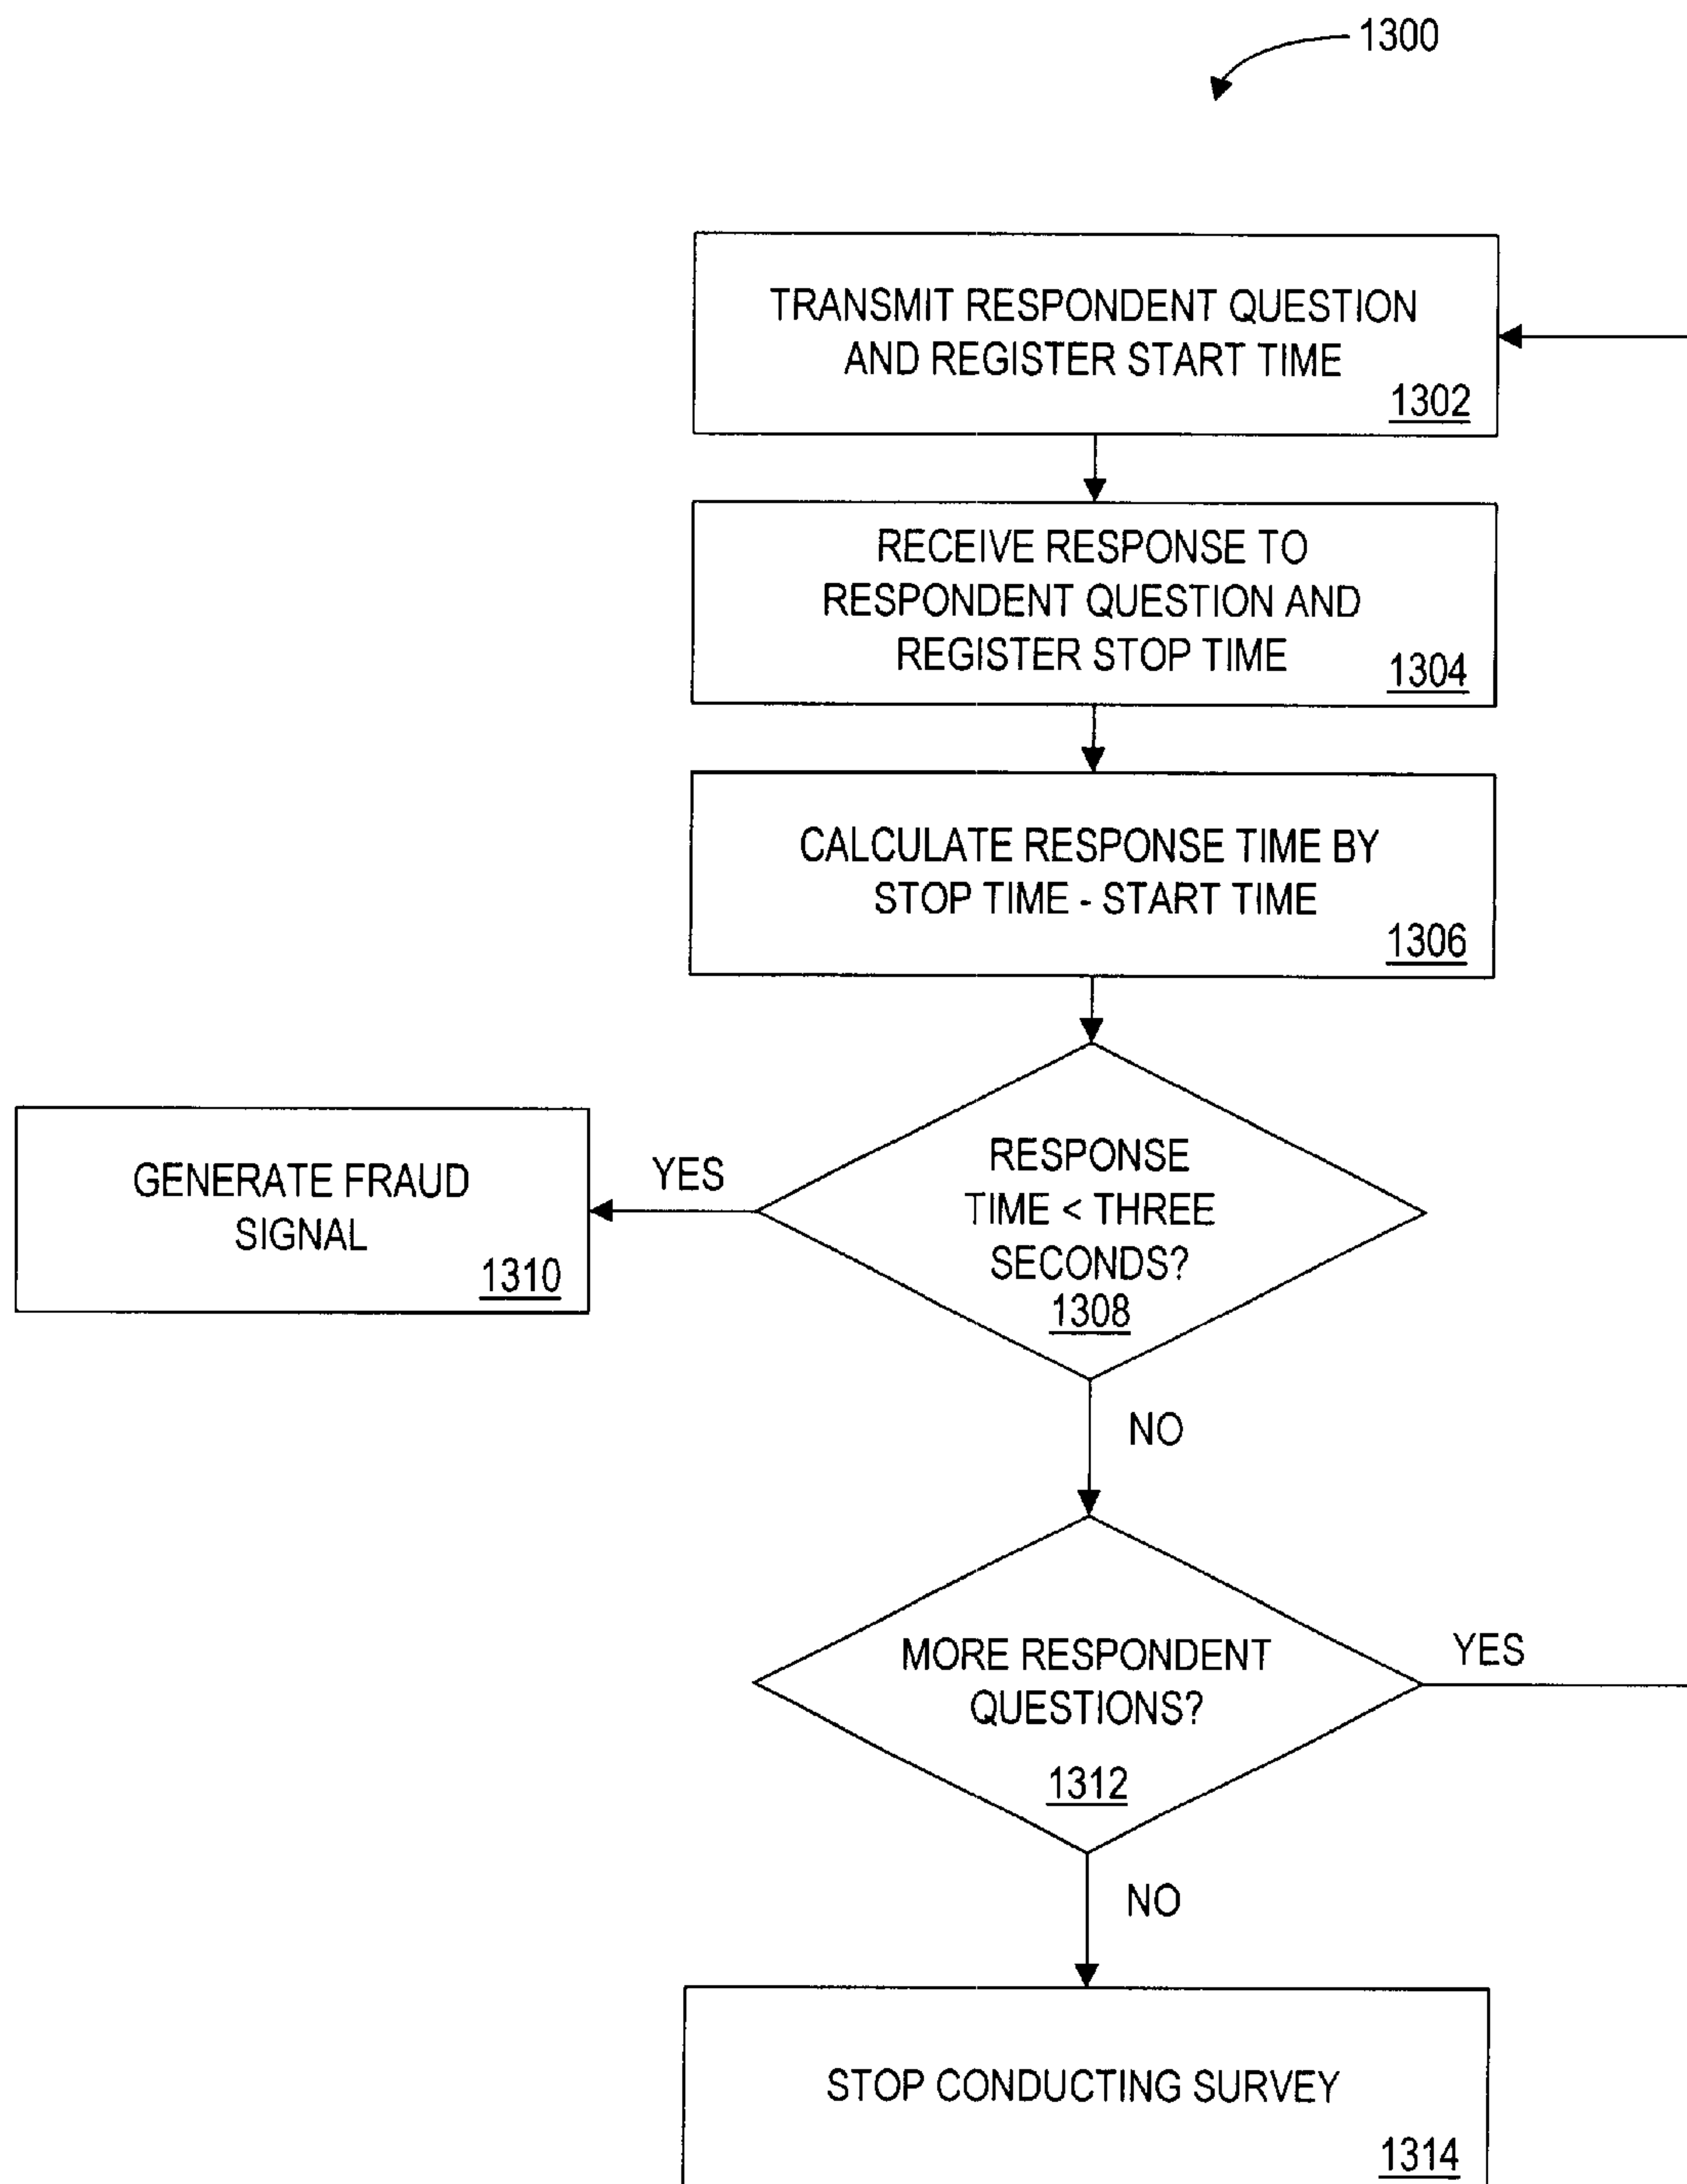 1300
TRANSMIT RESPONDENT QUESTION
AND REGISTER START TIME
1302
RECEIVE RESPONSE TO
RESPONDENT QUESTION AND
REGISTER STOP TIME
1304
CALCULATE RESPONSE TIME BY
STOP TIME - START TIME
1306
RESPONSE
TIME < THREE
SECONDS?
1308
YES
GENERATE FRAUD
SIGNAL
1310
NO
MORE RESPONDENT
QUESTIONS?
1312
YES
NO
STOP CONDUCTING SURVEY
1314